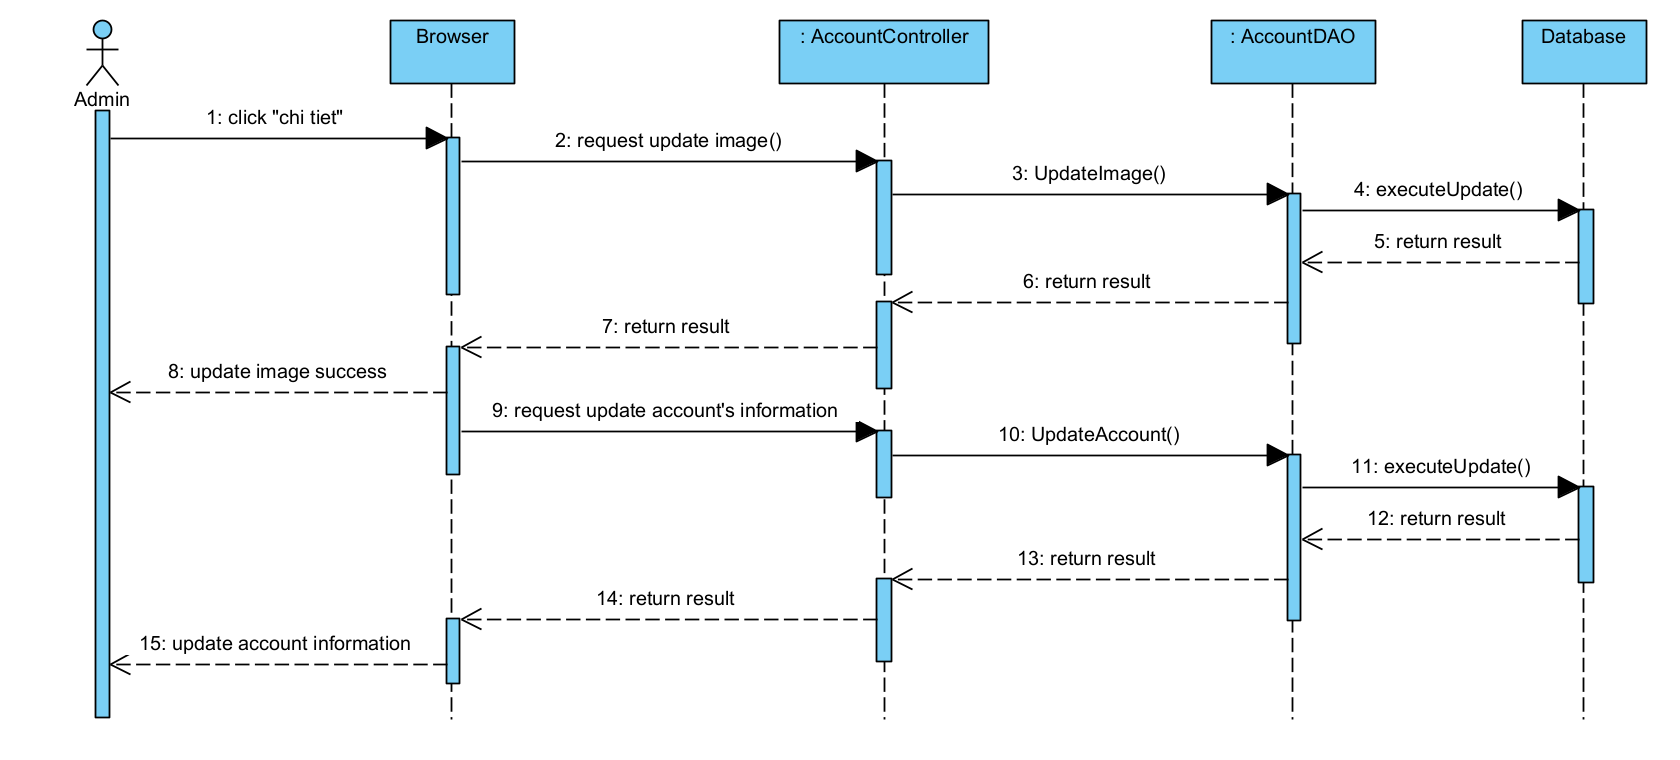 Browser
: AccountController
: AccountDAO
Database
Admin
1: click "chi tiet"
2: request update image()
3: UpdateImage()
4: executeUpdate()
5: return result
6: return result
7: return result
8: update image success
9: request update account's information
10: UpdateAccount()
11: executeUpdate()
12: return result
13: return result
14: return result
15: update account information